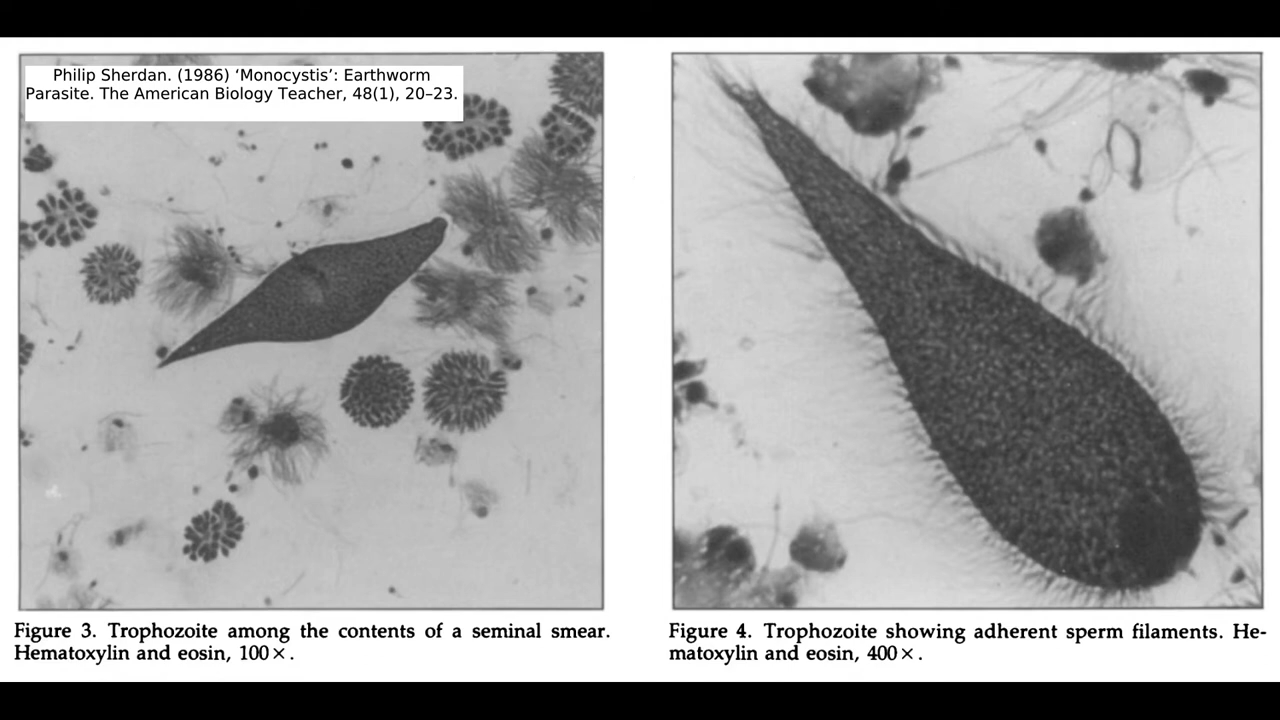 Philip Sherdan. (1986) ‘Monocystis’: Earthworm
Parasite. The American Biology Teacher, 48(1), 20–23.
Figure 3. Trophozoite among the contents of a seminal smear.
Hematoxylin and eosin, 100×.
Figure 4. Trophozoite showing adherent sperm filaments. He-
matoxylin and eosin, 400×.